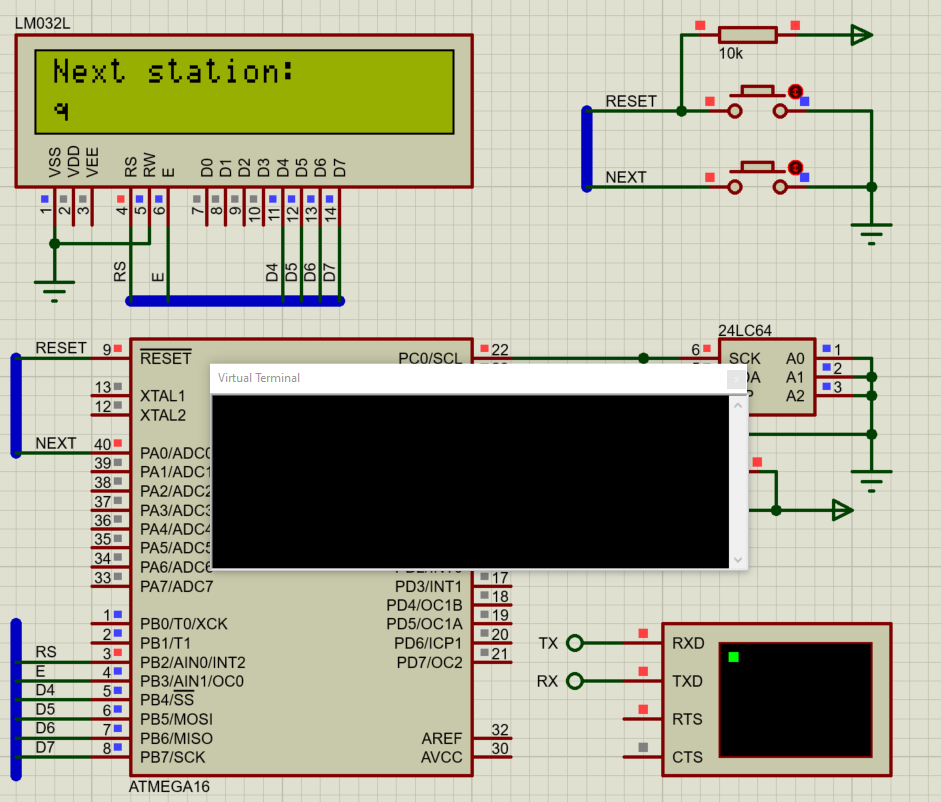 LM032L
Next station:
q
VSS
VDD
VEE
RS
RW
E
D0
D1
D2
D3
D4
D5
D6
D7
1
2
3
4
5
6
7
8
9
10
11
12
13
14
RS
E
D4
D5
D6
D7
10k
RESET
NEXT
RESET
NEXT
9
13
12
40
39
38
37
36
35
34
33
1
2
3
4
5
6
7
8
RS
E
D4
D5
D6
D7
RESET
XTAL1
XTAL2
PA0/ADC0
PA1/ADC1
PA2/ADC2
PA3/ADC3
PA4/ADC4
PA5/ADC5
PA6/ADC6
PA7/ADC7
PB0/T0/XCK
PB1/T1
PB2/AIN0/INT2
PB3/AIN1/OC0
PB4/SS
PB5/MOSI
PB6/MISO
PB7/SCK
PC0/SCL
22
PD3/INT1
PD4/OC1B
PD5/OC1A
PD6/ICP1
PD7/OC2
17
18
19
20
21
AREF
AVCC
32
30
ATMEGA16
Virtual Terminal
24LC64
6
SCK
A0
A1
A2
1
2
3
TX
RX
RXD
TXD
RTS
CTS